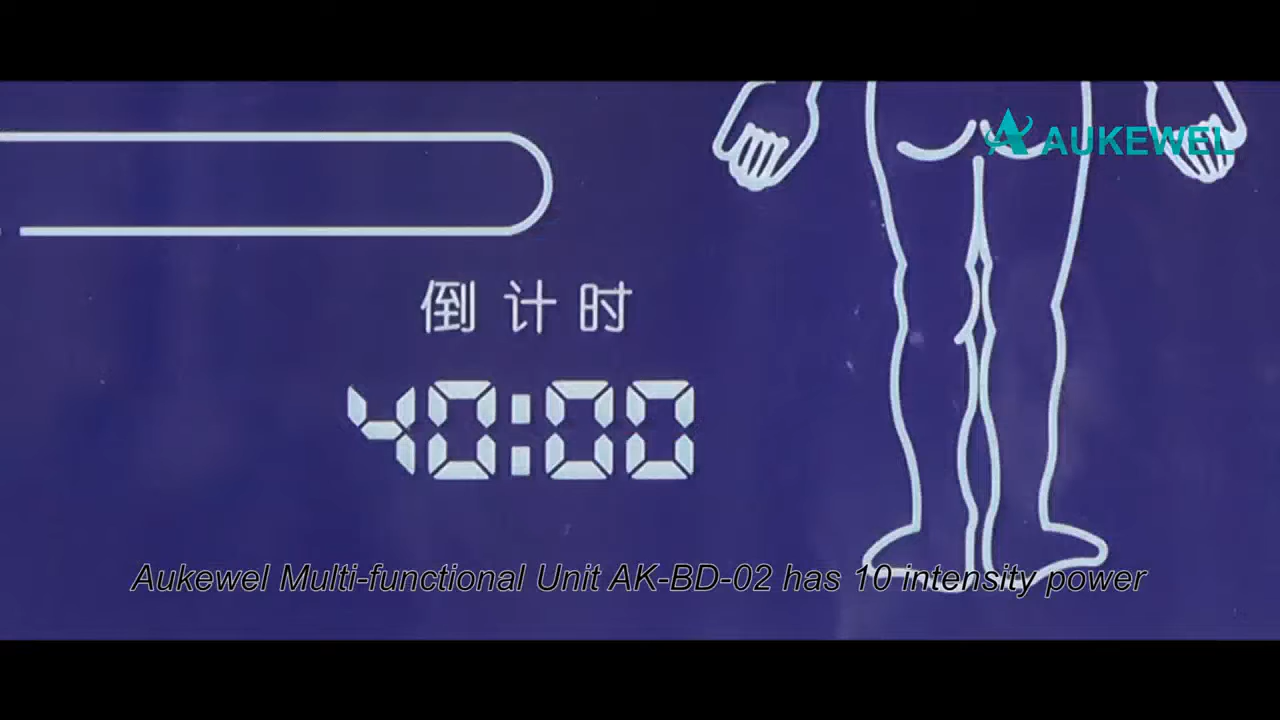 AUKEWEL
倒计时
40:00
Aukewel Multi-functional Unit AK-BD-02 has 10 intensity power